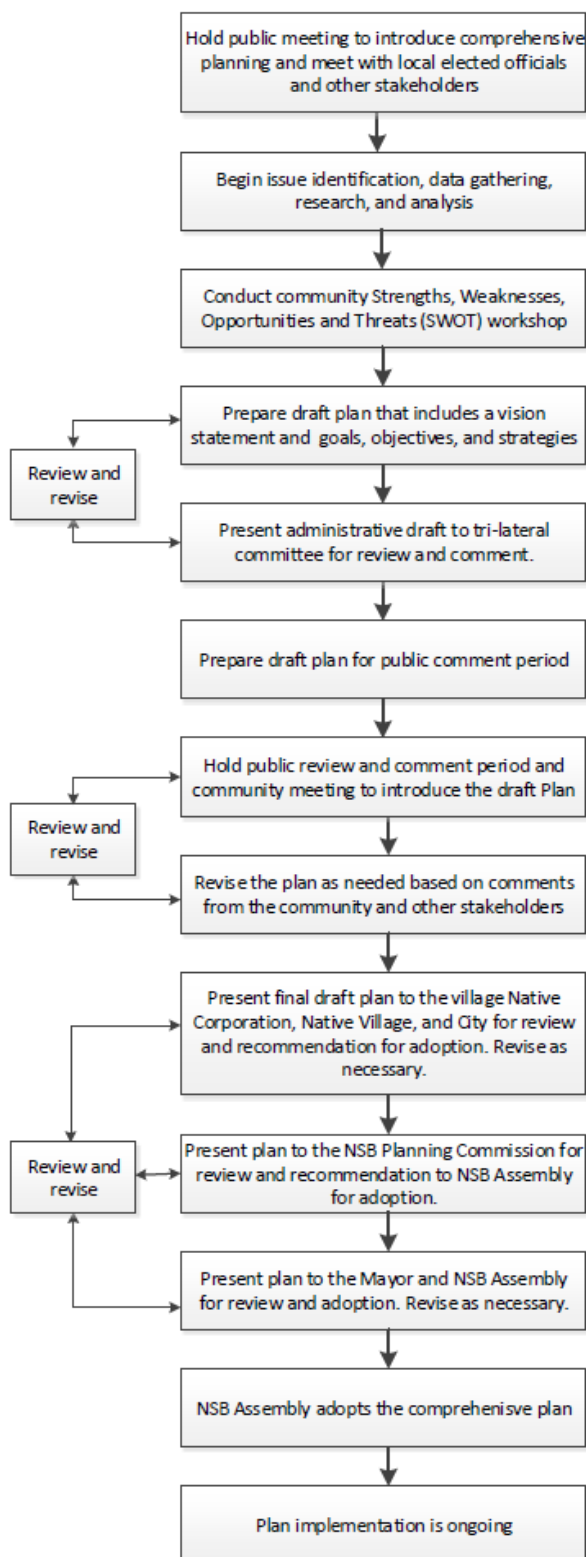 Hold public meeting to introduce comprehensive
planning and meet with local elected officials
and other stakeholders
Begin issue identification, data gathering,
research, and analysis
Conduct community Strengths, Weaknesses,
Opportunities and Threats (SWOT) workshop
Prepare draft plan that includes a vision
statement and goals, objectives, and strategies
Review and
revise
Present administrative draft to tri-lateral
committee for review and comment.
Prepare draft plan for public comment period
Hold public review and comment period and
community meeting to introduce the draft Plan
Review and
revise
Revise the plan as needed based on comments
from the community and other stakeholders
Present final draft plan to the village Native
Corporation, Native Village, and City for review
and recommendation for adoption. Revise as
necessary.
Review and
revise
Present plan to the NSB Planning Commission for
review and recommendation to NSB Assembly
for adoption.
Present plan to the Mayor and NSB Assembly
for review and adoption. Revise as necessary.
NSB Assembly adopts the comprehenisve plan
Plan implementation is ongoing